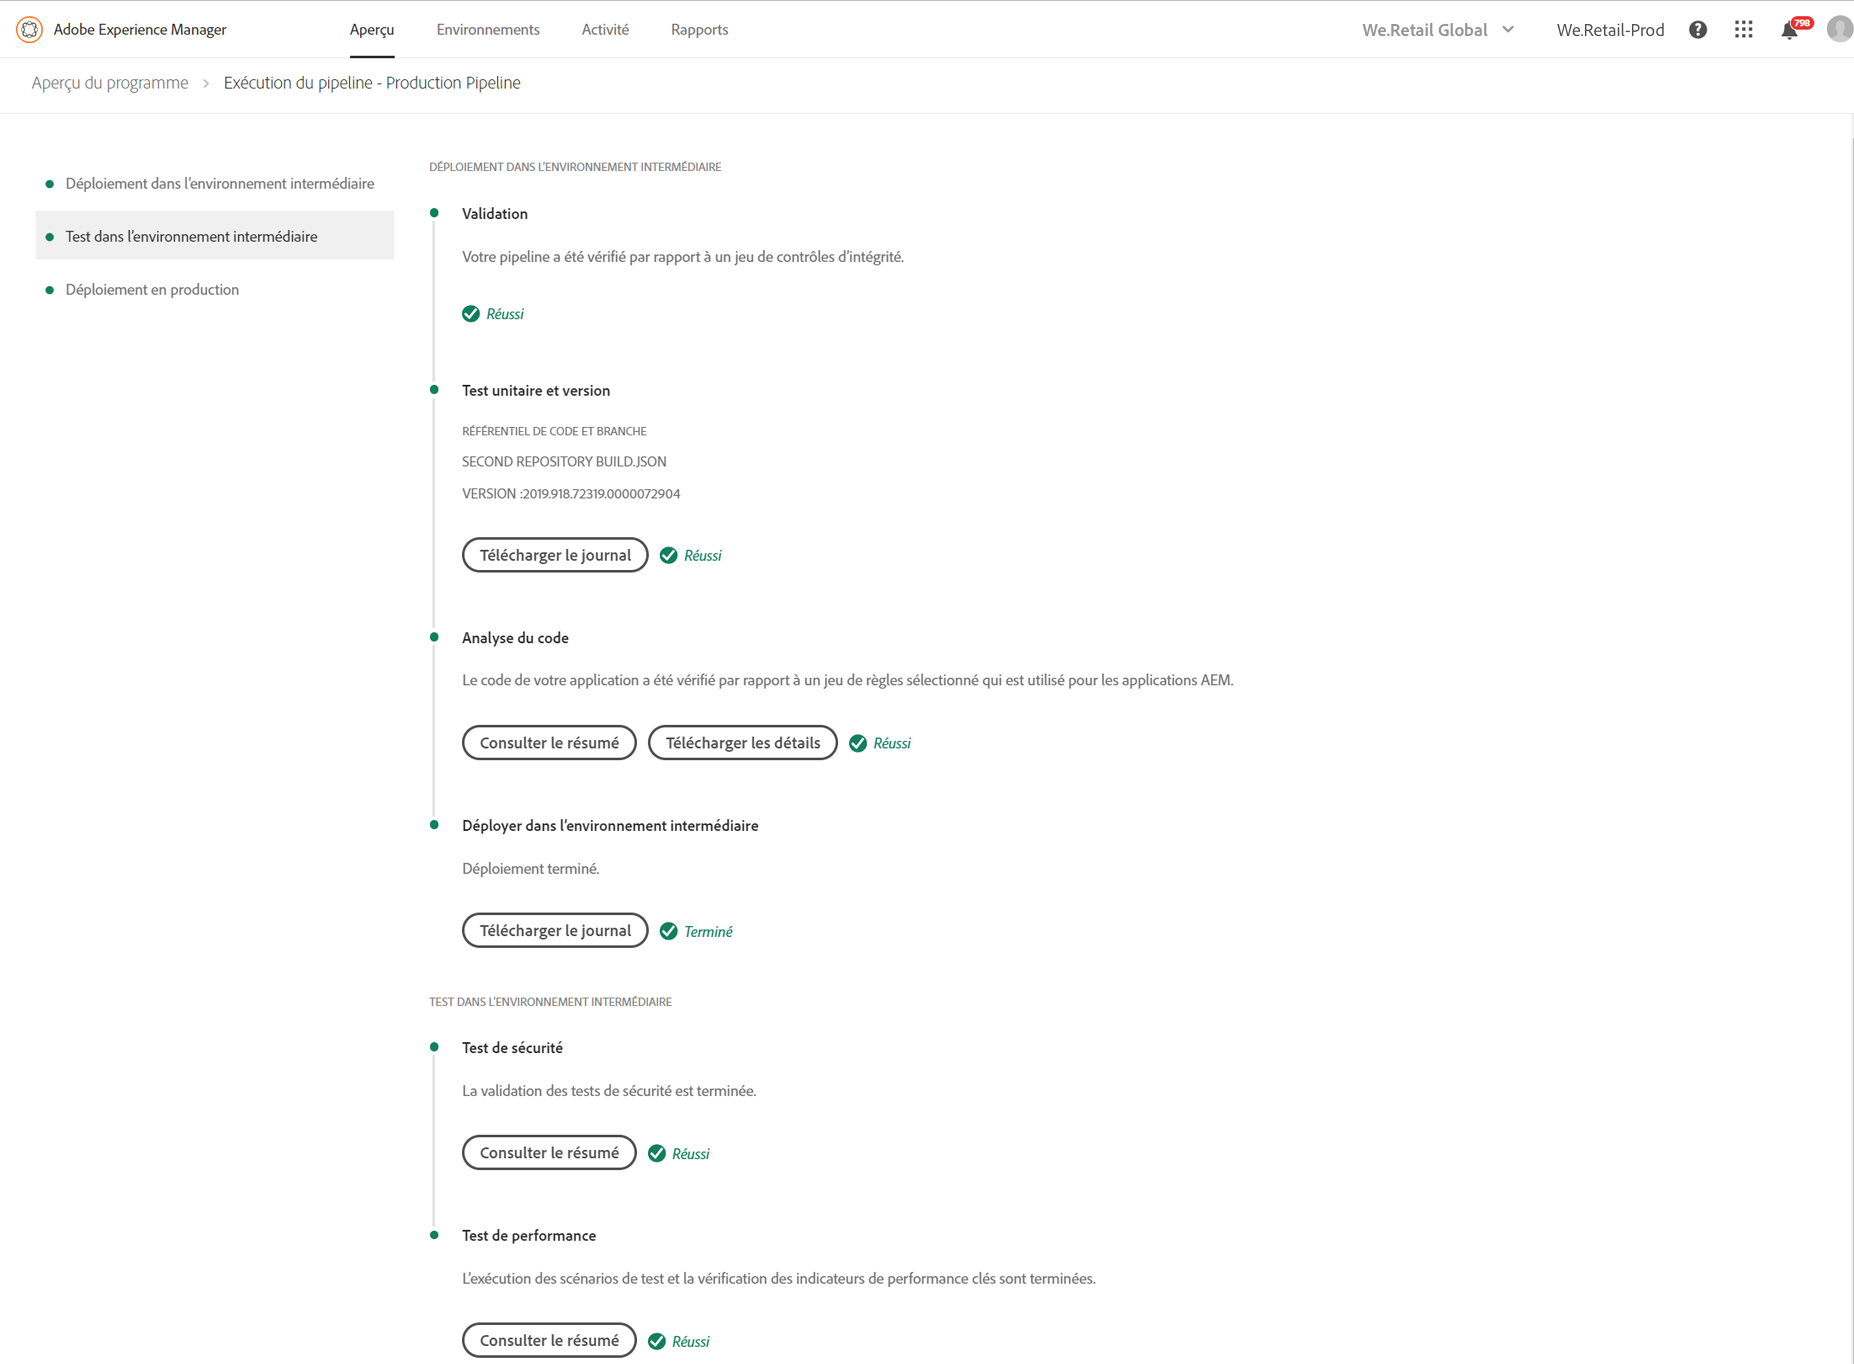 Adobe Experience Manager
Aperçu
Environnements
Activité
Rapports
We.Retail Global
We.Retail-Prod
798
Aperçu du programme
Exécution du pipeline - Production Pipeline
Déploiement dans l'environnement intermédiaire
Test dans l'environnement intermédiaire
Déploiement en production
DÉPLOIEMENT DANS L'ENVIRONNEMENT INTERMÉDIAIRE
Validation
Votre pipeline a été vérifié par rapport à un jeu de contrôles d'intégrité.
Réussi
Test unitaire et version
RÉFÉRENTIEL DE CODE ET BRANCHE
SECOND REPOSITORY BUILD.JSON
VERSION :2019.918.72319.0000072904
Télécharger le journal
Réussi
Analyse du code
Le code de votre application a été vérifié par rapport à un jeu de règles sélectionné qui est utilisé pour les applications AEM.
Consulter le résumé
Télécharger les détails
Réussi
Déployer dans l'environnement intermédiaire
Déploiement terminé.
Télécharger le journal
Terminé
TEST DANS L'ENVIRONNEMENT INTERMÉDIAIRE
Test de sécurité
La validation des tests de sécurité est terminée.
Consulter le résumé
Réussi
Test de performance
L'exécution des scénarios de test et la vérification des indicateurs de performance clés sont terminées.
Consulter le résumé
Réussi